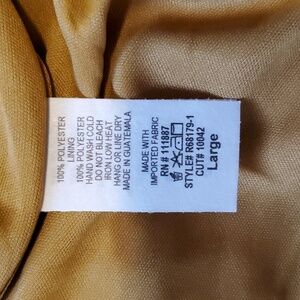 100% POLYESTER
LINING
100% POLYESTER
HAND WASH COLD
DO NOT BLEACH
IRON LOW HEAT
HANG OR LINE DRY
MADE IN GUATEMALA
MADE WITH
IMPORTED FABRIC
RN # 111887
STYLE# R68179-1
CUT# 10042
Large